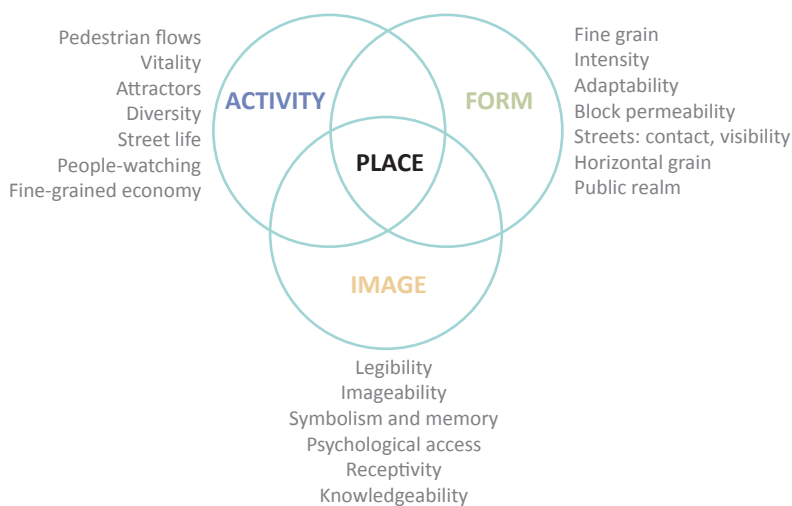 Pedestrian flows
Vitality
Attractors
Diversity
Street life
People-watching
Fine-grained economy
ACTIVITY
FORM
Fine grain
Intensity
Adaptability
Block permeability
Streets: contact, visibility
Horizontal grain
Public realm
PLACE
IMAGE
Legibility
Imageability
Symbolism and memory
Psychological access
Receptivity
Knowledgeability